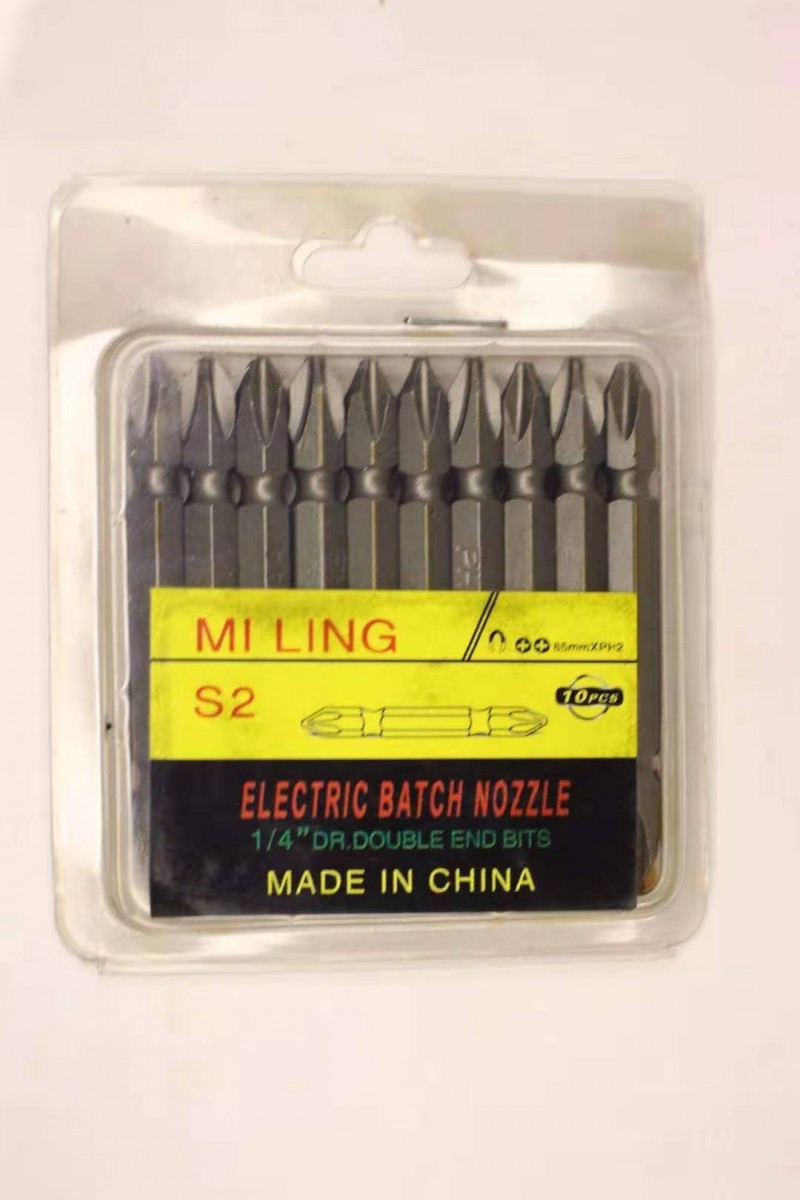 MI LING
65mmXPH2
S2
10PCS
ELECTRIC BATCH NOZZLE
1/4" DR.DOUBLE END BITS
MADE IN CHINA